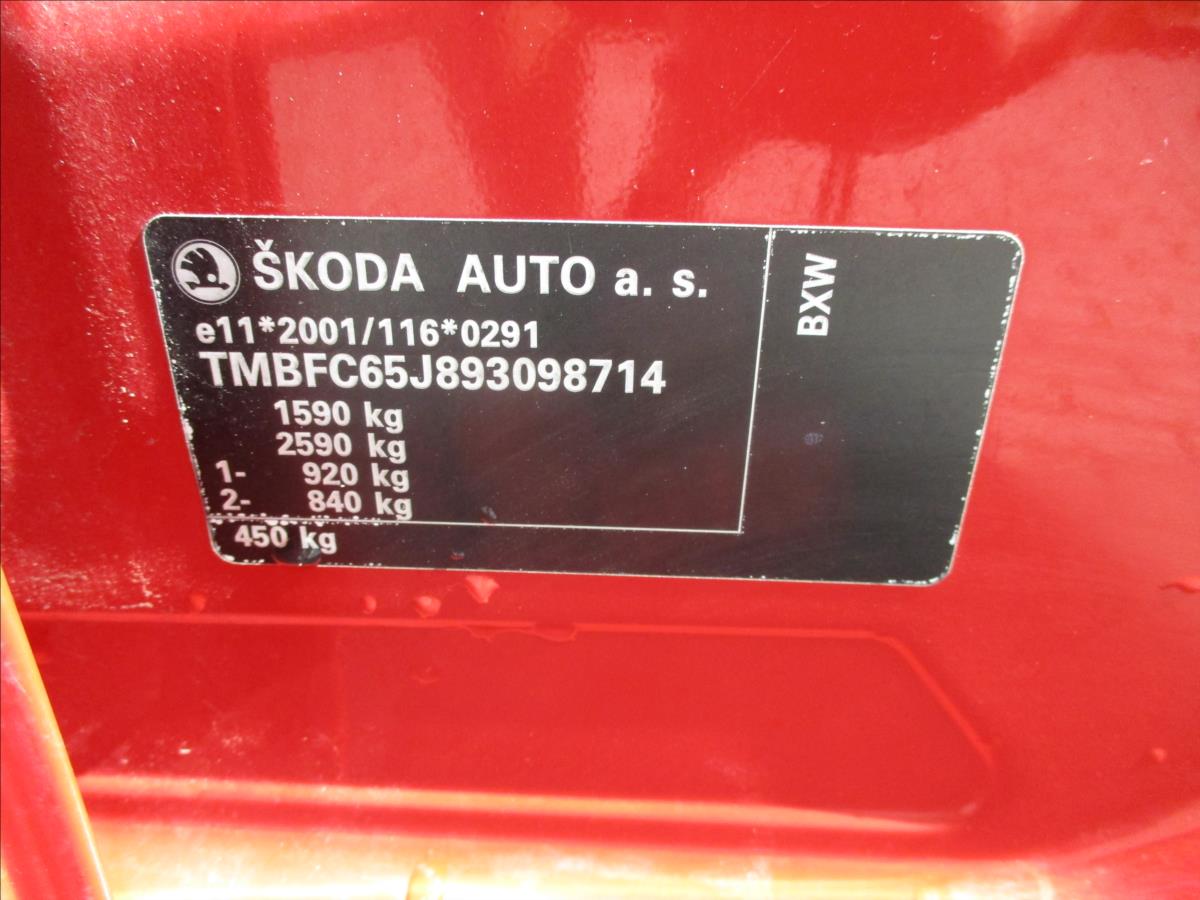 ŠKODA AUTO a. s.
e11*2001/116*0291
TMBFC65J893098714
1590 kg
2590 kg
1- 920 kg
2- 840 kg
450 kg
BXW